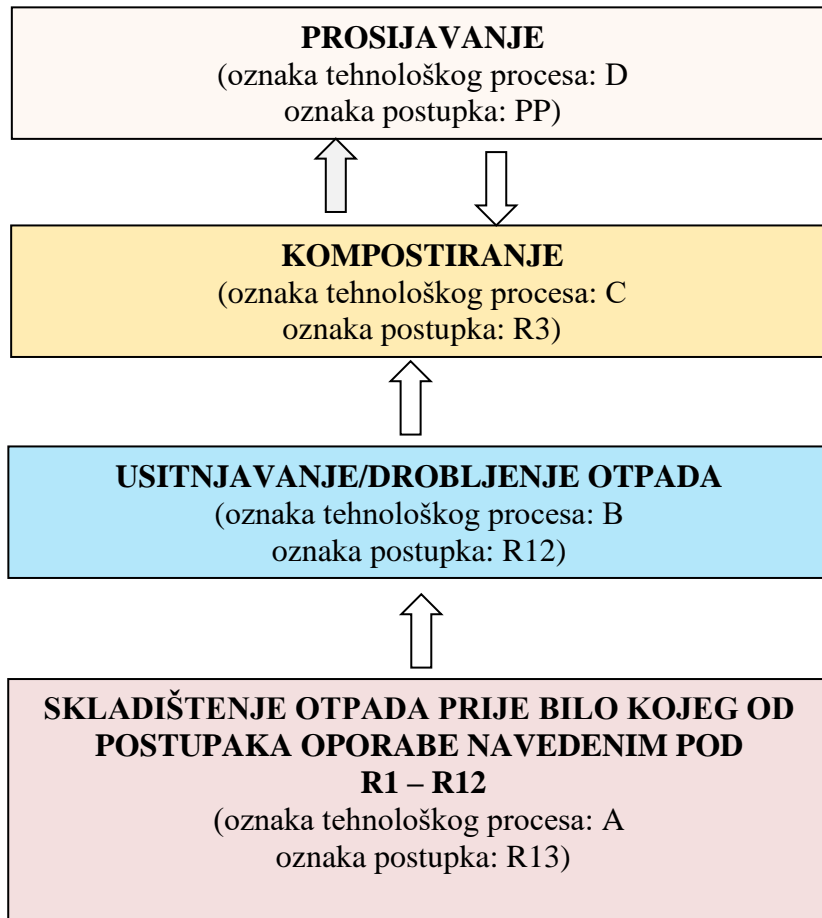 PROSIJAVANJE
(oznaka tehnološkog procesa: D
oznaka postupka: PP)
KOMPOSTIRANJE
(oznaka tehnološkog procesa: C
oznaka postupka: R3)
USITNJAVANJE/DROBLJENJE OTPADA
(oznaka tehnološkog procesa: B
oznaka postupka: R12)
SKLADIŠTENJE OTPADA PRIJE BILO KOJEG OD
POSTUPAKA OPORABE NAVEDENIM POD
R1 – R12
(oznaka tehnološkog procesa: A
oznaka postupka: R13)